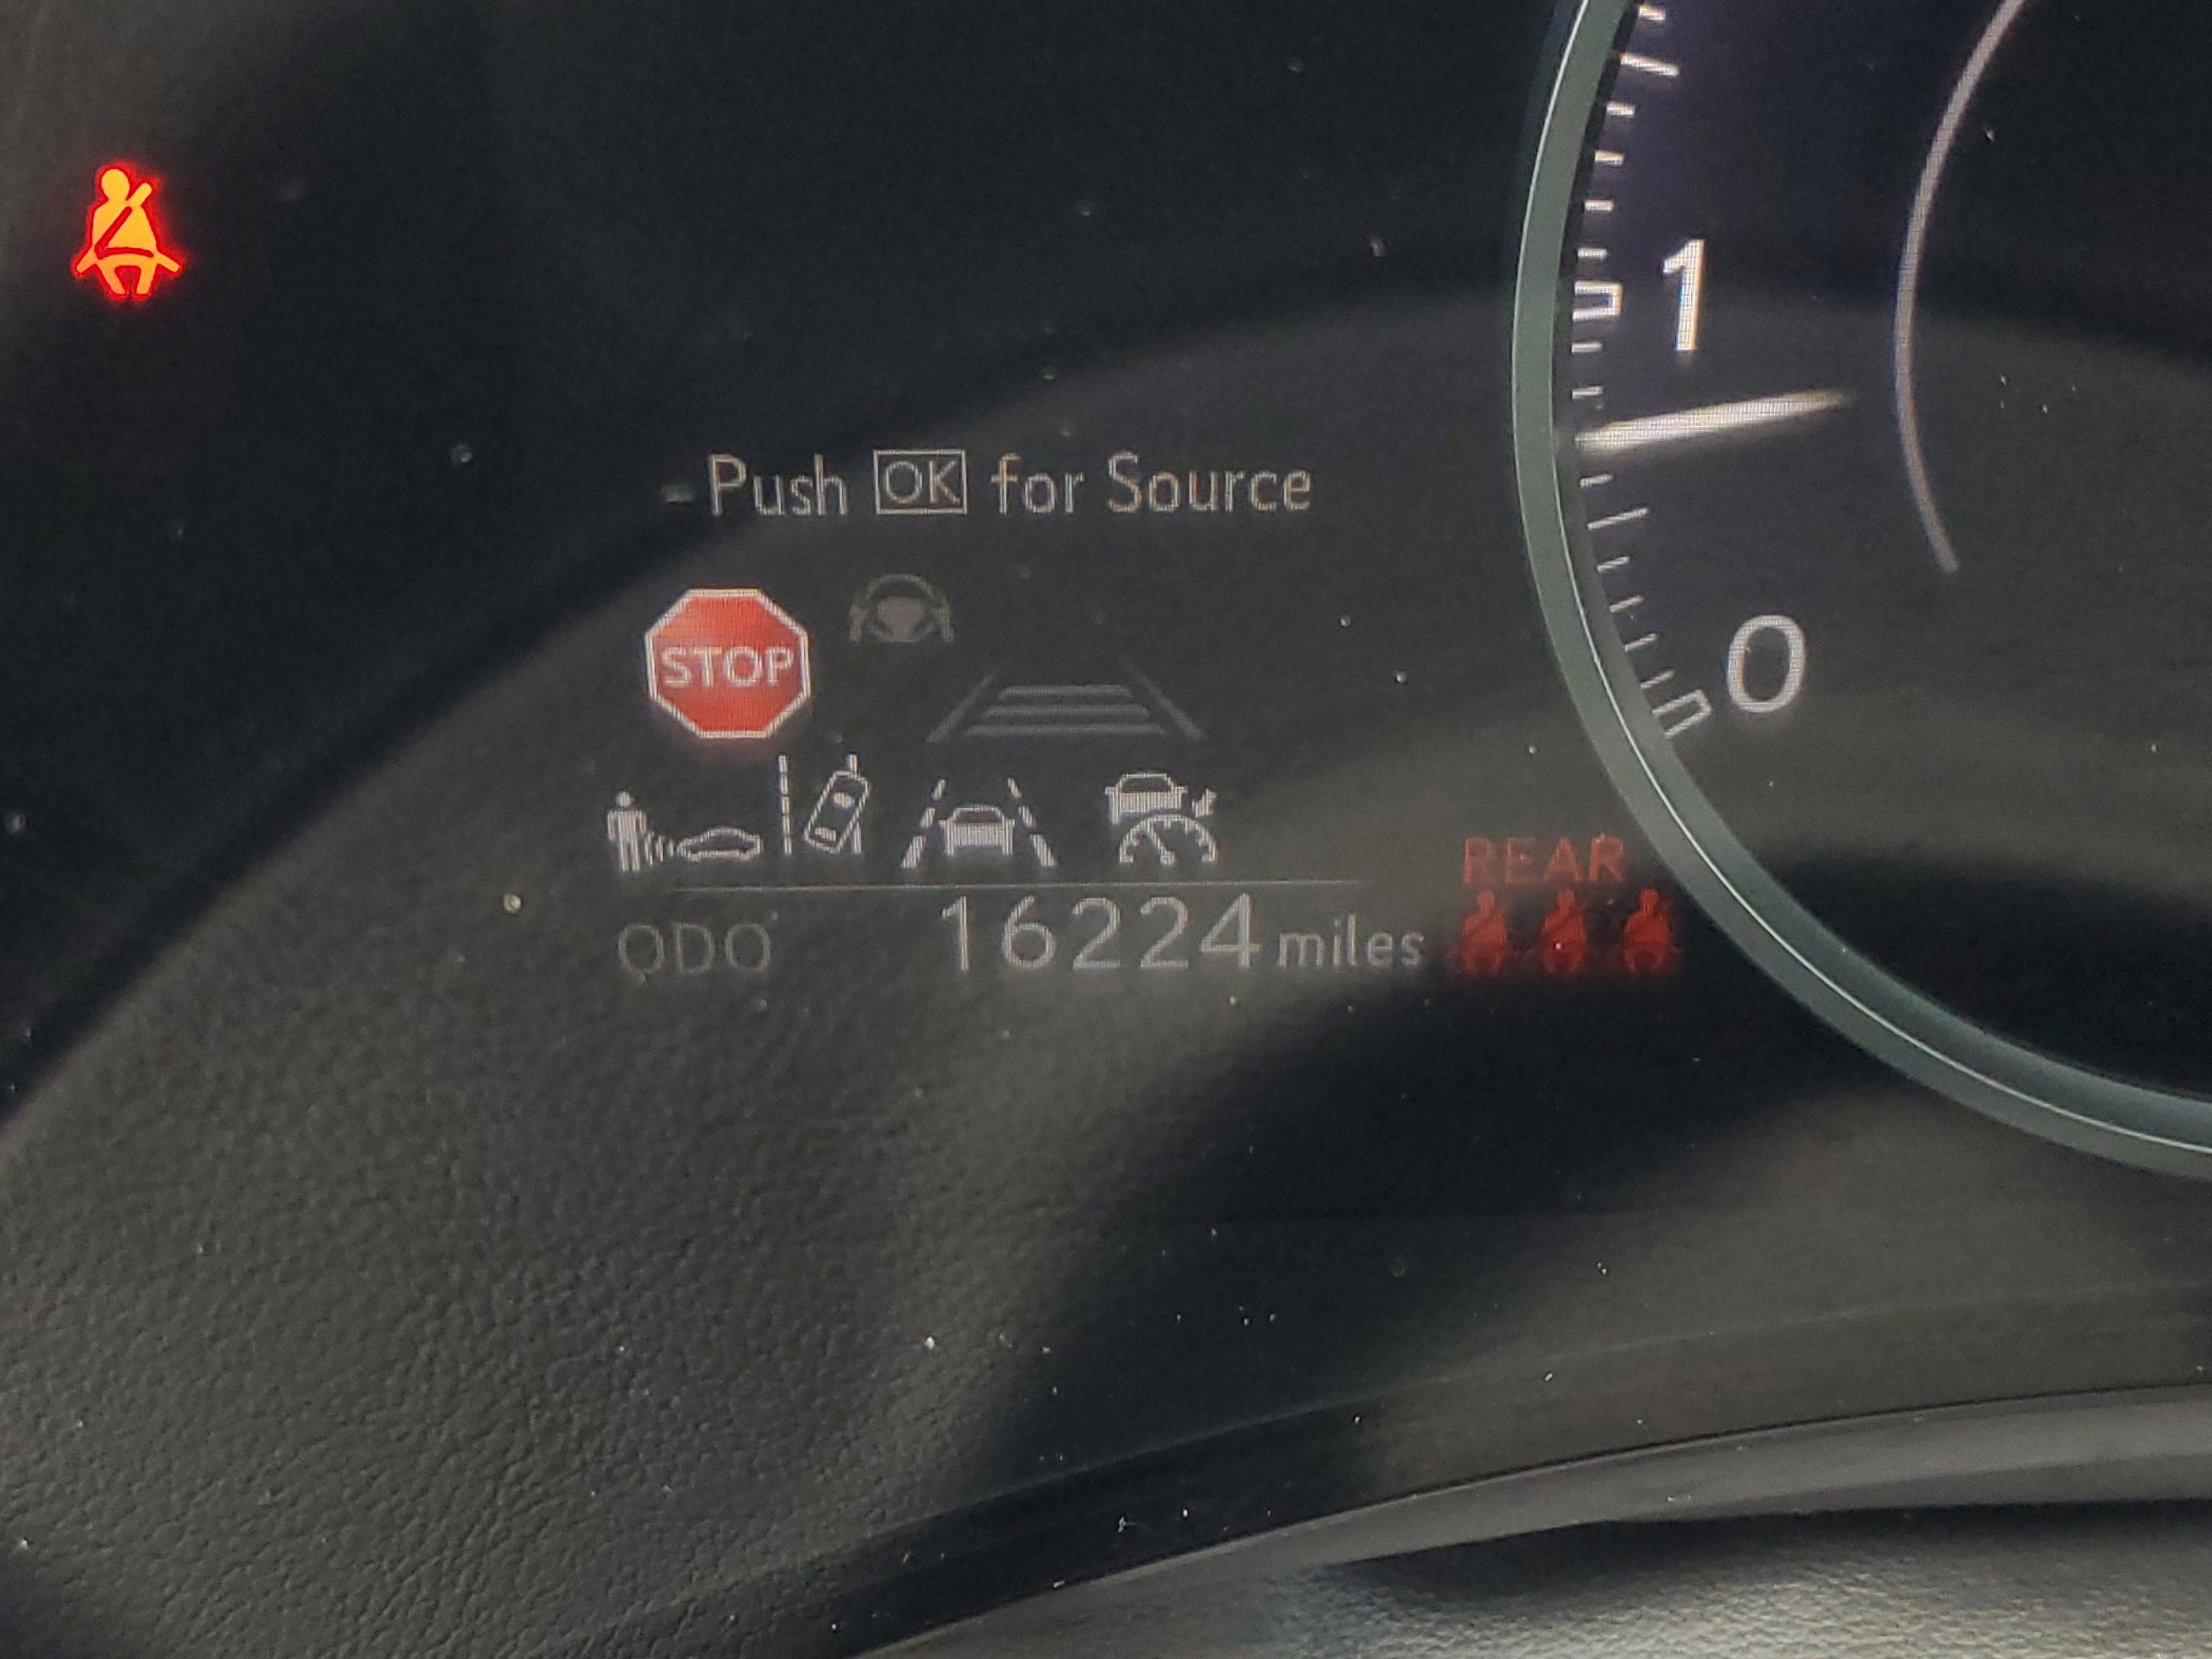 1
Push OK for Source
STOP
0
REAR
ODO 16224 miles